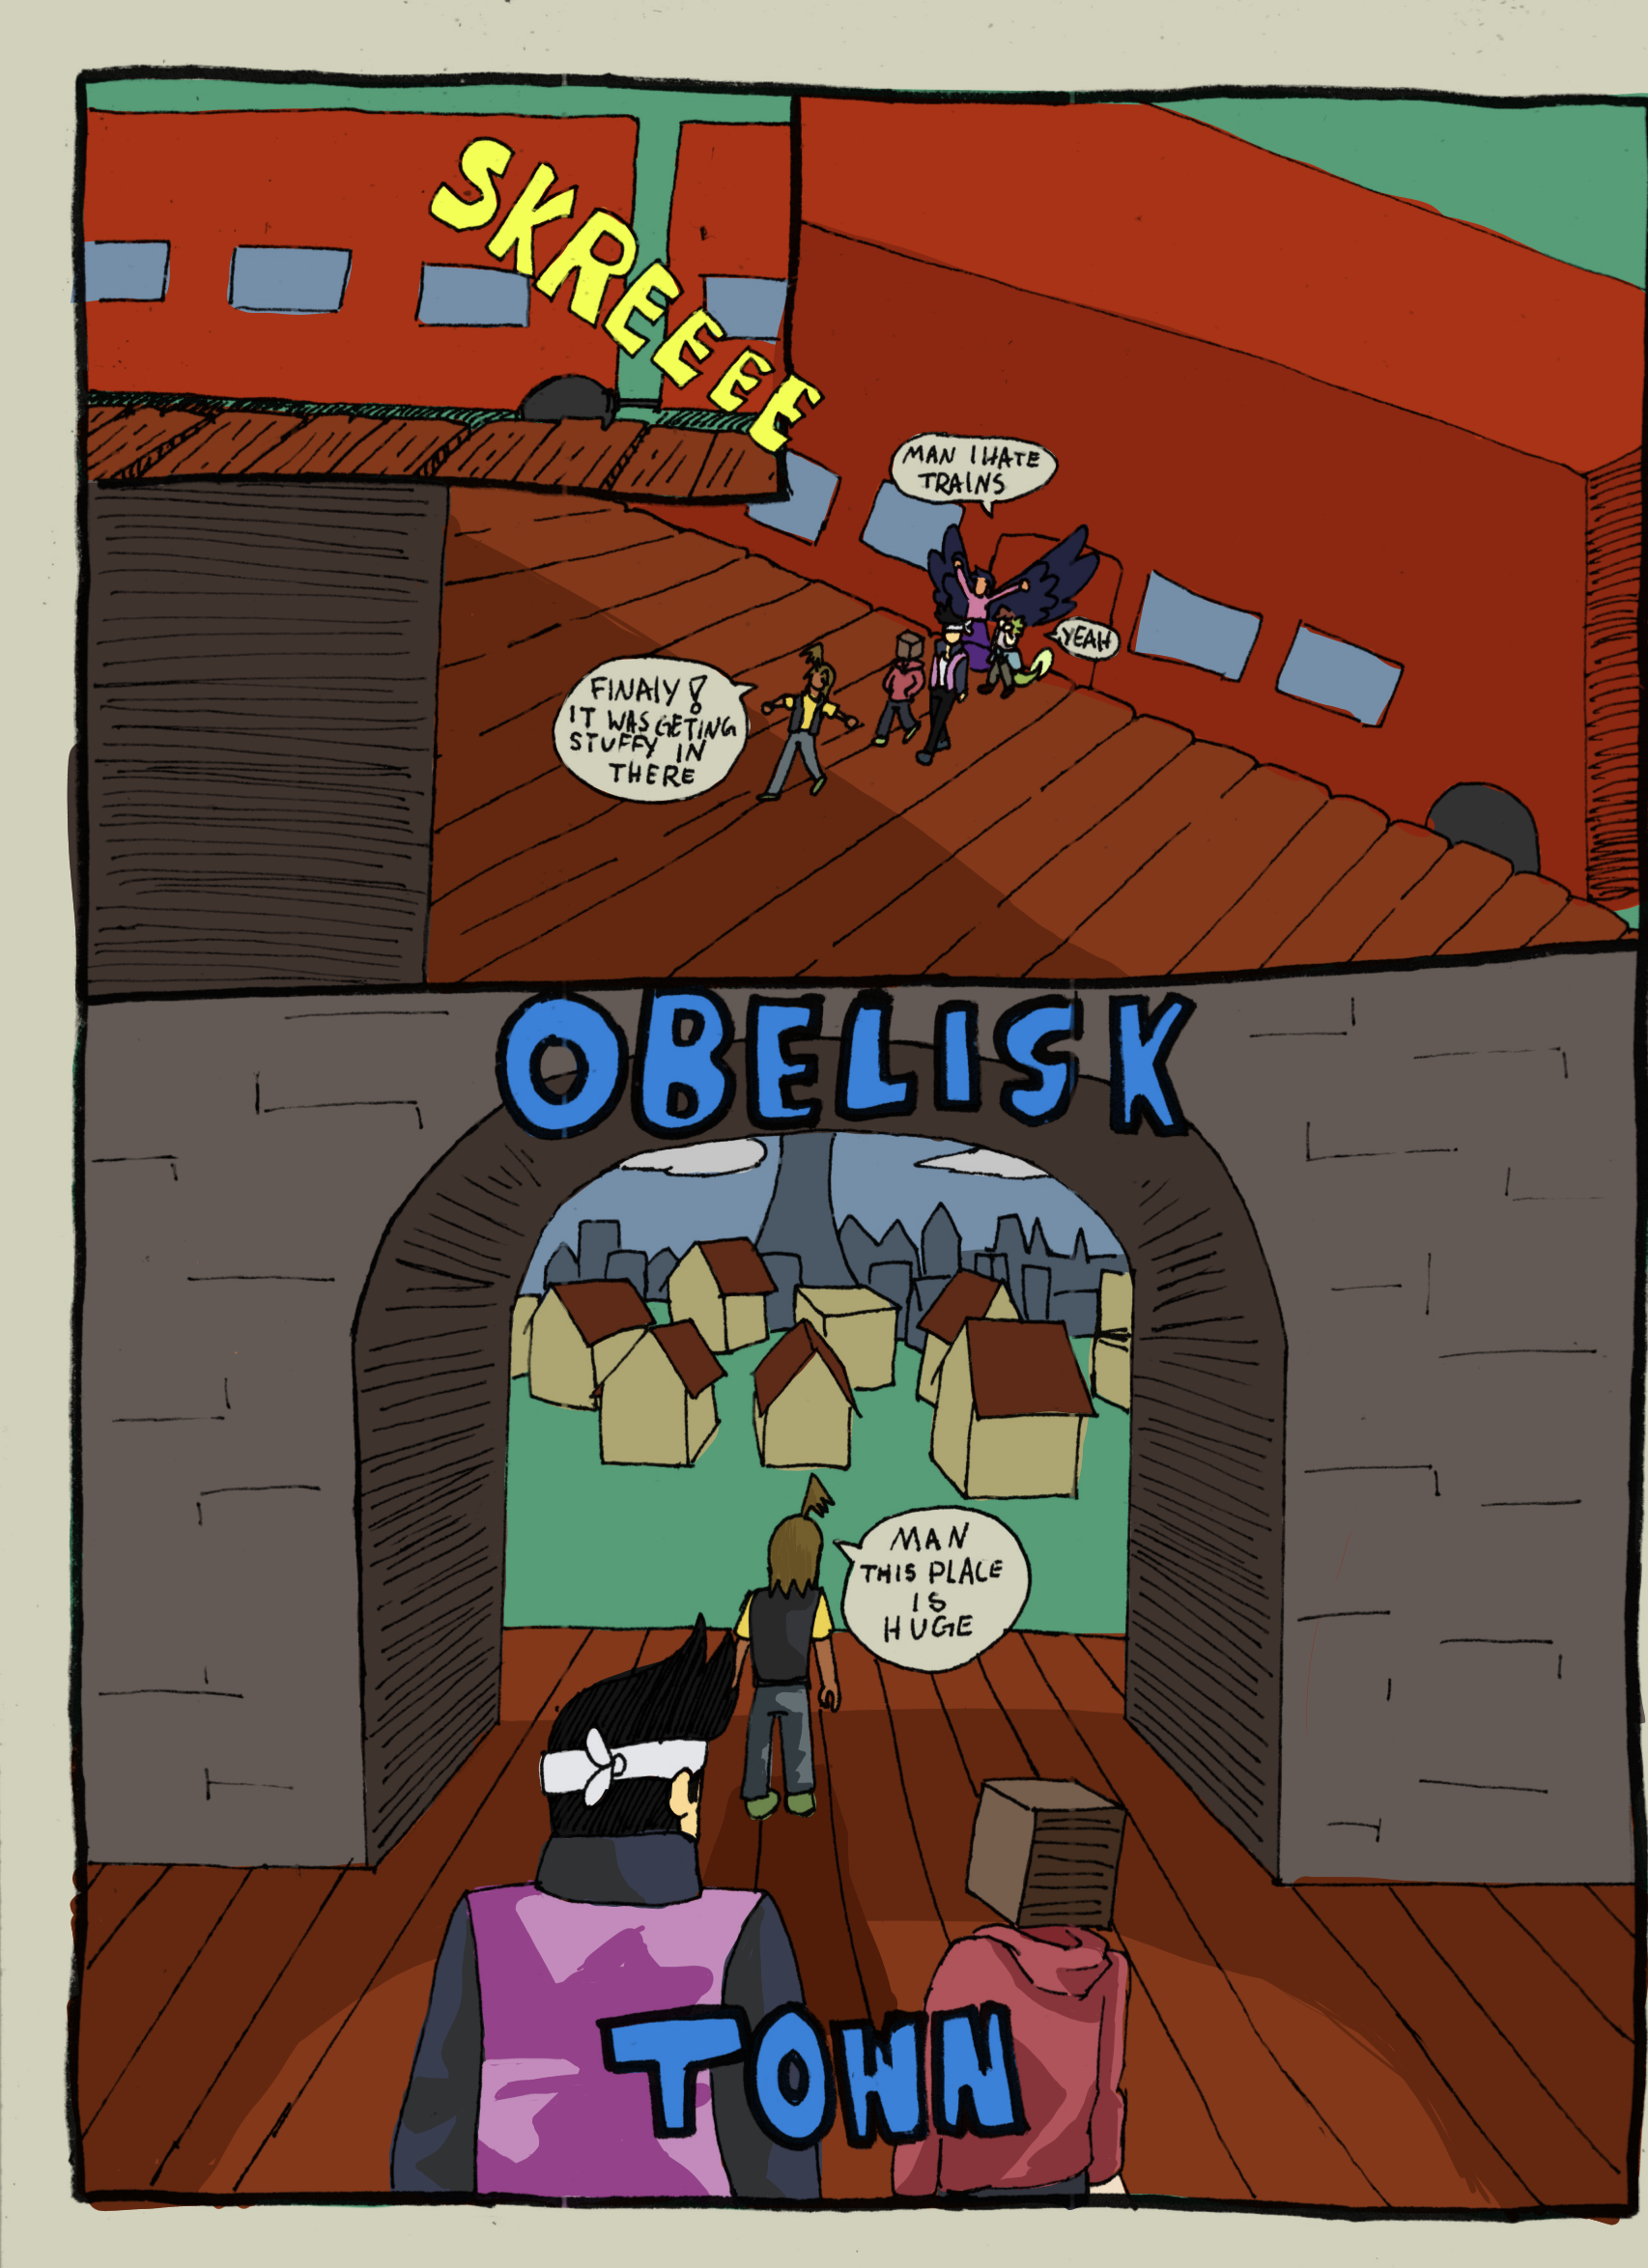 SKREEEE
MAN I HATE
TRAINS
YEAH
FINALY!
IT WAS GETING
STUFFY IN
THERE
OBELISK
MAN
THIS PLACE
IS
HUGE
TOWN